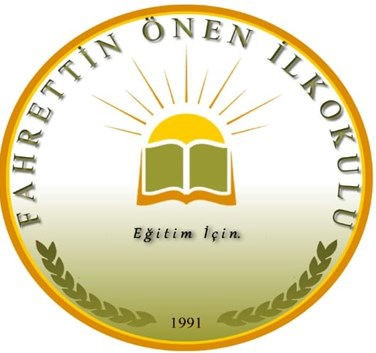 FAHRETTİN ÖNEN İLKOKULU
Eğitim İçin.
1991